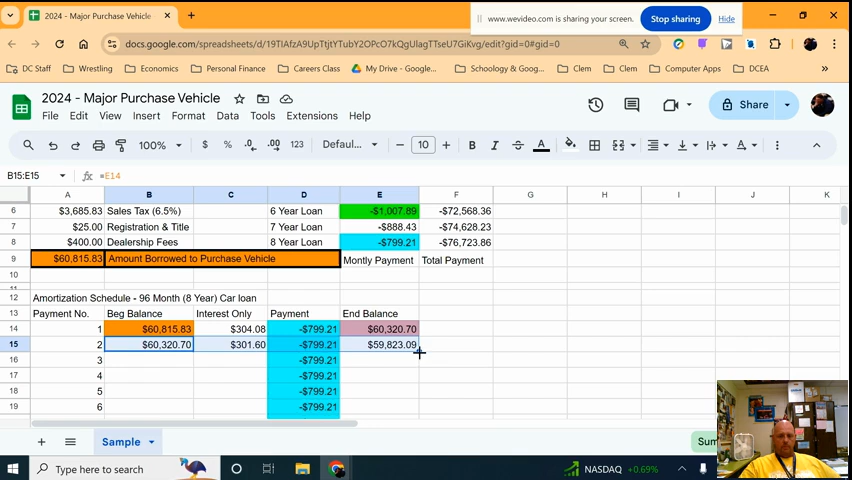 2024 - Major Purchase Vehicle
www.wevideo.com is sharing your screen.
Stop sharing
Hide
docs.google.com/spreadsheets/d/19TIAfzA9UpTtjtYTubY2OPcO7kQgUlagTTseU7GiKvg/edit?gid=0#gid=0
DC Staff
Wrestling
Economics
Personal Finance
Careers Class
My Drive - Google...
Schoology - Goog...
Clem
Clem
Computer Apps
DCEA
2024 - Major Purchase Vehicle
File Edit View Insert Format Data Tools Extensions Help
Share
100% $ % .0 .00 123 Defaul... 10 B I A
B15:E15 fx =E14
A B C D E F G H I J K
6 $3,685.83 Sales Tax (6.5%) 6 Year Loan -$1,007.89 -$72,568.36
7 $25.00 Registration & Title 7 Year Loan -$888.43 -$74,628.23
8 $400.00 Dealership Fees 8 Year Loan -$799.21 -$76,723.86
9 $60,815.83 Amount Borrowed to Purchase Vehicle Montly Payment Total Payment
10
12 Amortization Schedule - 96 Month (8 Year) Car loan
13 Payment No. Beg Balance Interest Only Payment End Balance
14 1 $60,815.83 $304.08 -$799.21 $60,320.70
15 2 $60,320.70 $301.60 -$799.21 $59,823.09
16 3 -$799.21
17 4 -$799.21
18 5 -$799.21
19 6 -$799.21
Sample
Type here to search
NASDAQ +0.69%